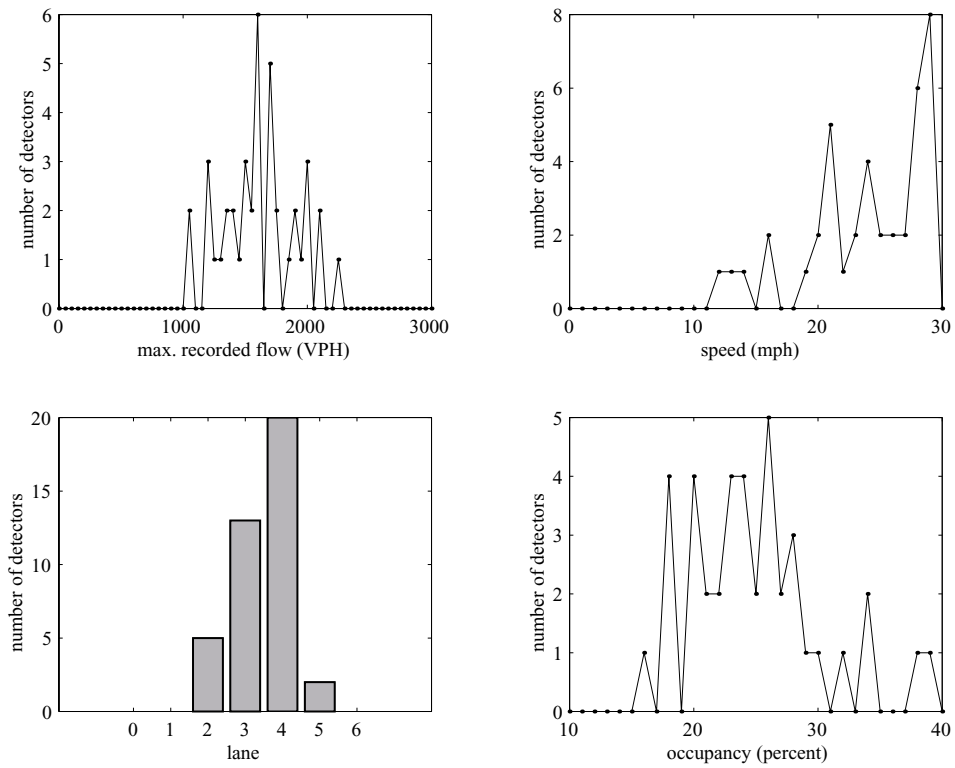 6
5
4
3
2
1
0
number of detectors
0 1000 2000 3000
max. recorded flow (VPH)
8
6
4
2
0
number of detectors
0 10 20 30
speed (mph)
20
15
10
5
0
number of detectors
0 1 2 3 4 5 6
lane
5
4
3
2
1
0
number of detectors
10 20 30 40
occupancy (percent)